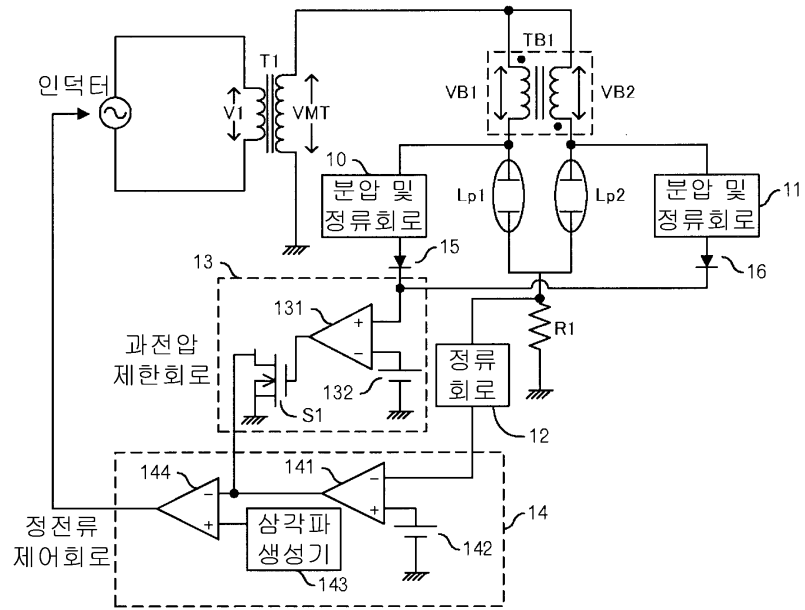 인덕터
V1
T1
VMT
TB1
VB1
VB2
10
분압 및
정류회로
Lp1
Lp2
분압 및
정류회로
11
15
16
13
131
+
−
132
S1
과전압
제한회로
R1
정류
회로
12
144
−
+
141
−
+
142
삼각파
생성기
143
14
정전류
제어회로